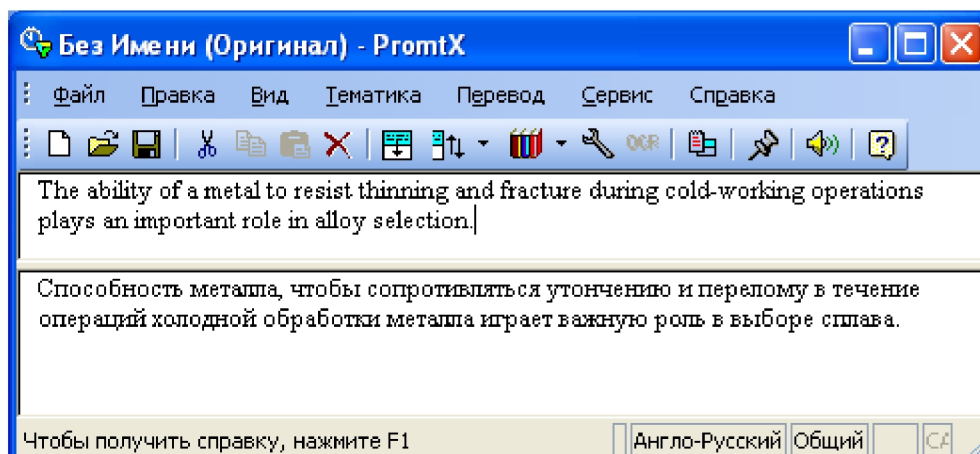 Без Имени (Оригинал) - PromtX
Файл Правка Вид Тематика Перевод Сервис Справка
OCR
The ability of a metal to resist thinning and fracture during cold-working operations
plays an important role in alloy selection.
Способность металла, чтобы сопротивляться утончению и перелому в течение
операций холодной обработки металла играет важную роль в выборе сплава.
Чтобы получить справку, нажмите F1 Англо-Русский Общий